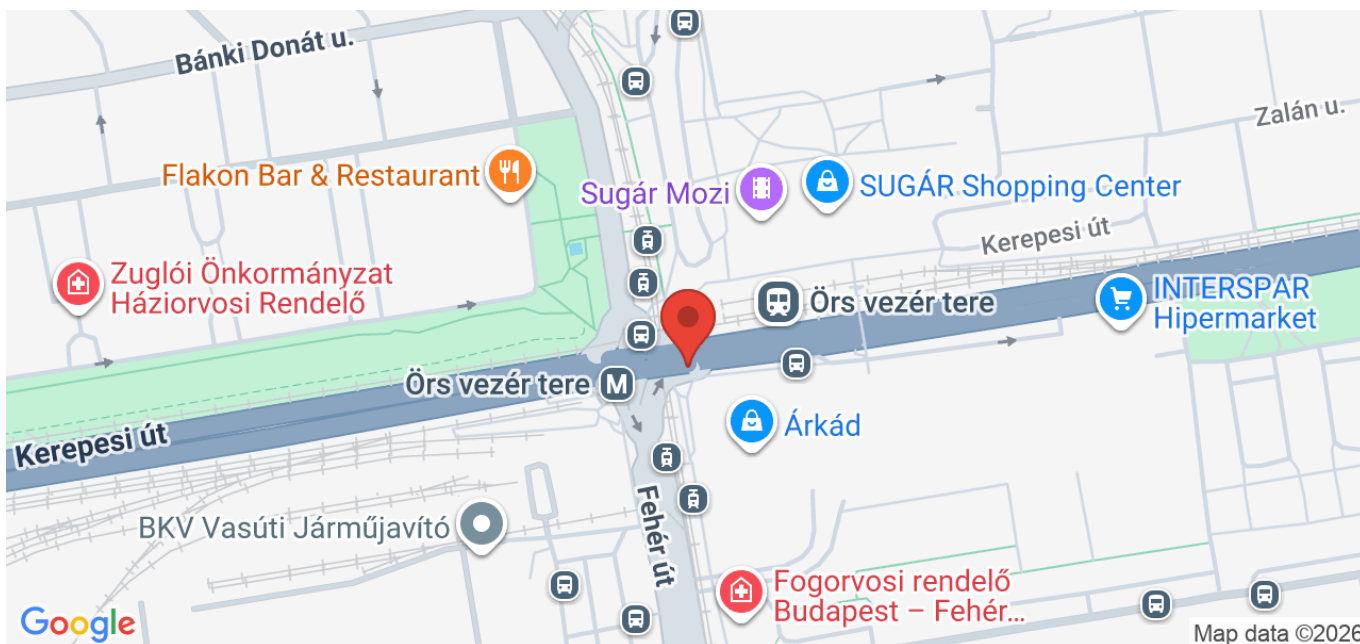 Bánki Donát u.
Zalán u.
Flakon Bar & Restaurant
Sugár Mozi
SUGÁR Shopping Center
Kerepesi út
Zuglói Önkormányzat
Háziorvosi Rendelő
Örs vezér tere
INTERSPAR
Hipermarket
Örs vezér tere
M
Árkád
Kerepesi út
BKV Vasúti Járműjavító
Fehér út
Fogorvosi rendelő
Budapest – Fehér...
Google
Map data ©2026